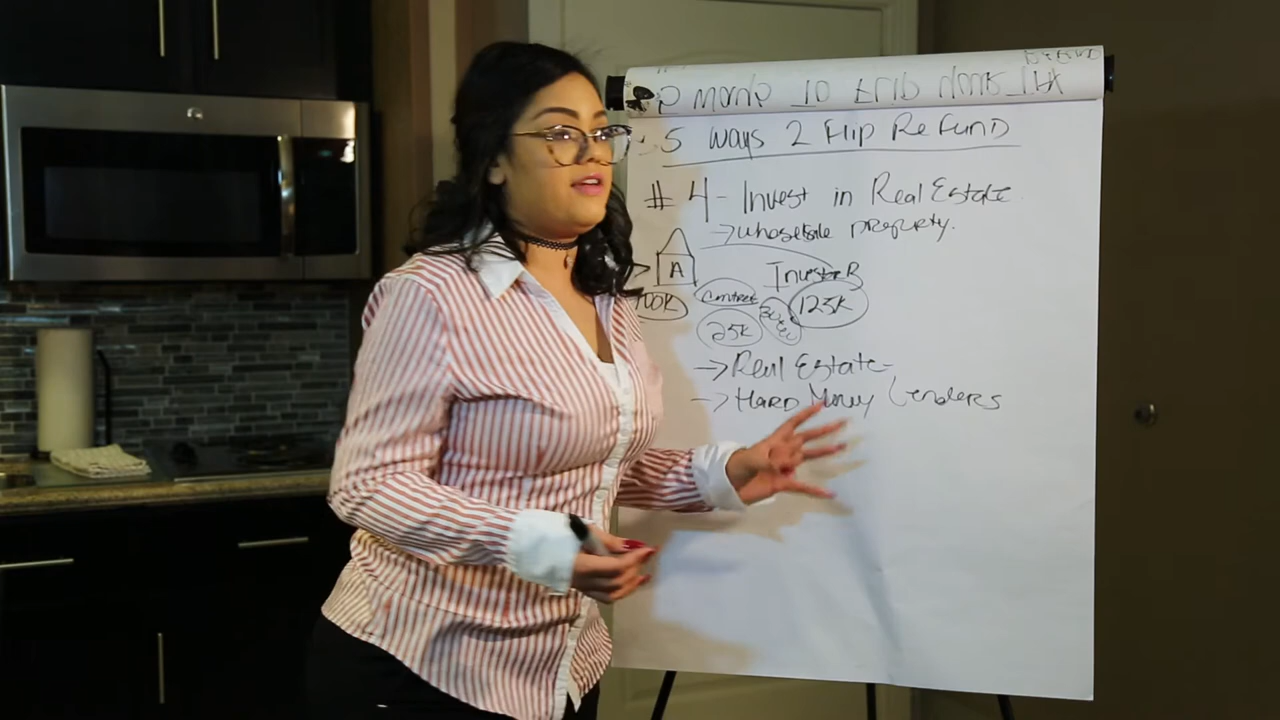 5 ways 2 Flip Refund
# 4 - Invest in Real Estate
→ wholesale property.
A
Investor B
100K
Contract
125K
25K
→ Real Estate
→ Hard Money Lenders